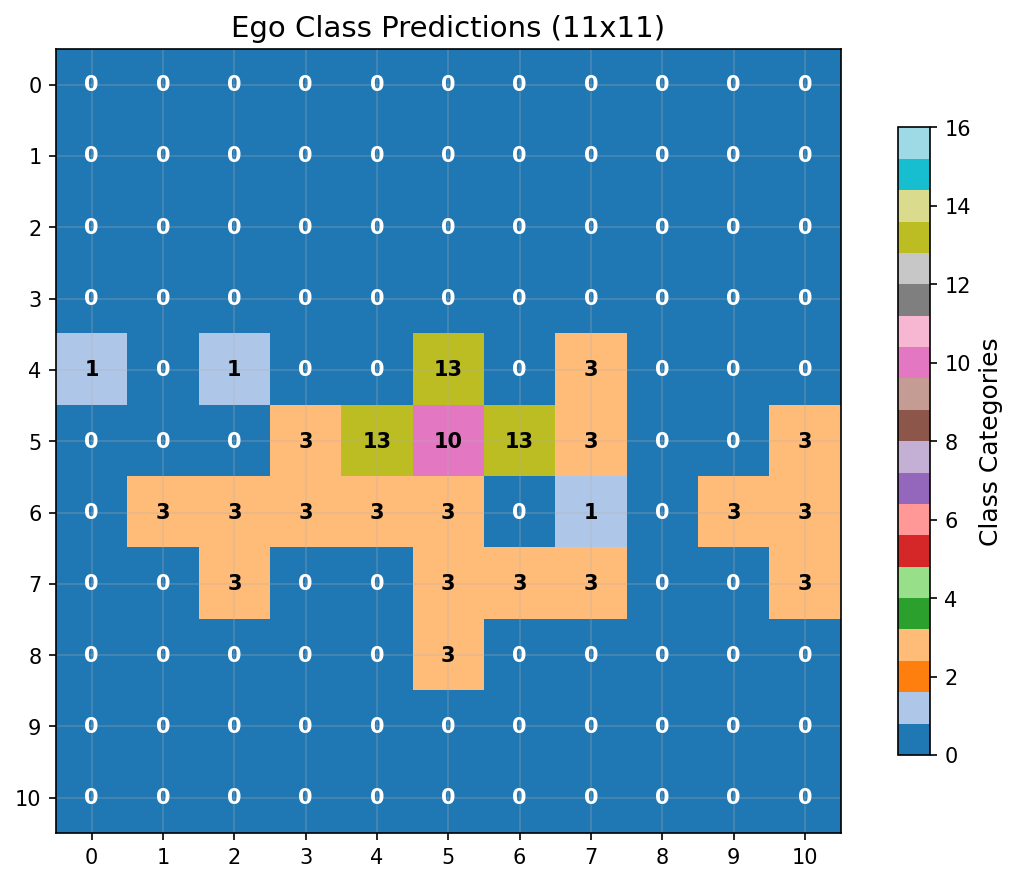 Ego Class Predictions (11x11)
0 0 0 0 0 0 0 0 0 0 0 0
1 0 0 0 0 0 0 0 0 0 0 0
2 0 0 0 0 0 0 0 0 0 0 0
3 0 0 0 0 0 0 0 0 0 0 0
4 1 0 1 0 0 13 0 3 0 0 0
5 0 0 0 3 13 10 13 3 0 0 3
6 0 3 3 3 3 3 0 1 0 3 3
7 0 0 3 0 0 3 3 3 0 0 3
8 0 0 0 0 0 3 0 0 0 0 0
9 0 0 0 0 0 0 0 0 0 0 0
10 0 0 0 0 0 0 0 0 0 0 0
0 1 2 3 4 5 6 7 8 9 10
16
14
12
10
8
6
4
2
0
Class Categories